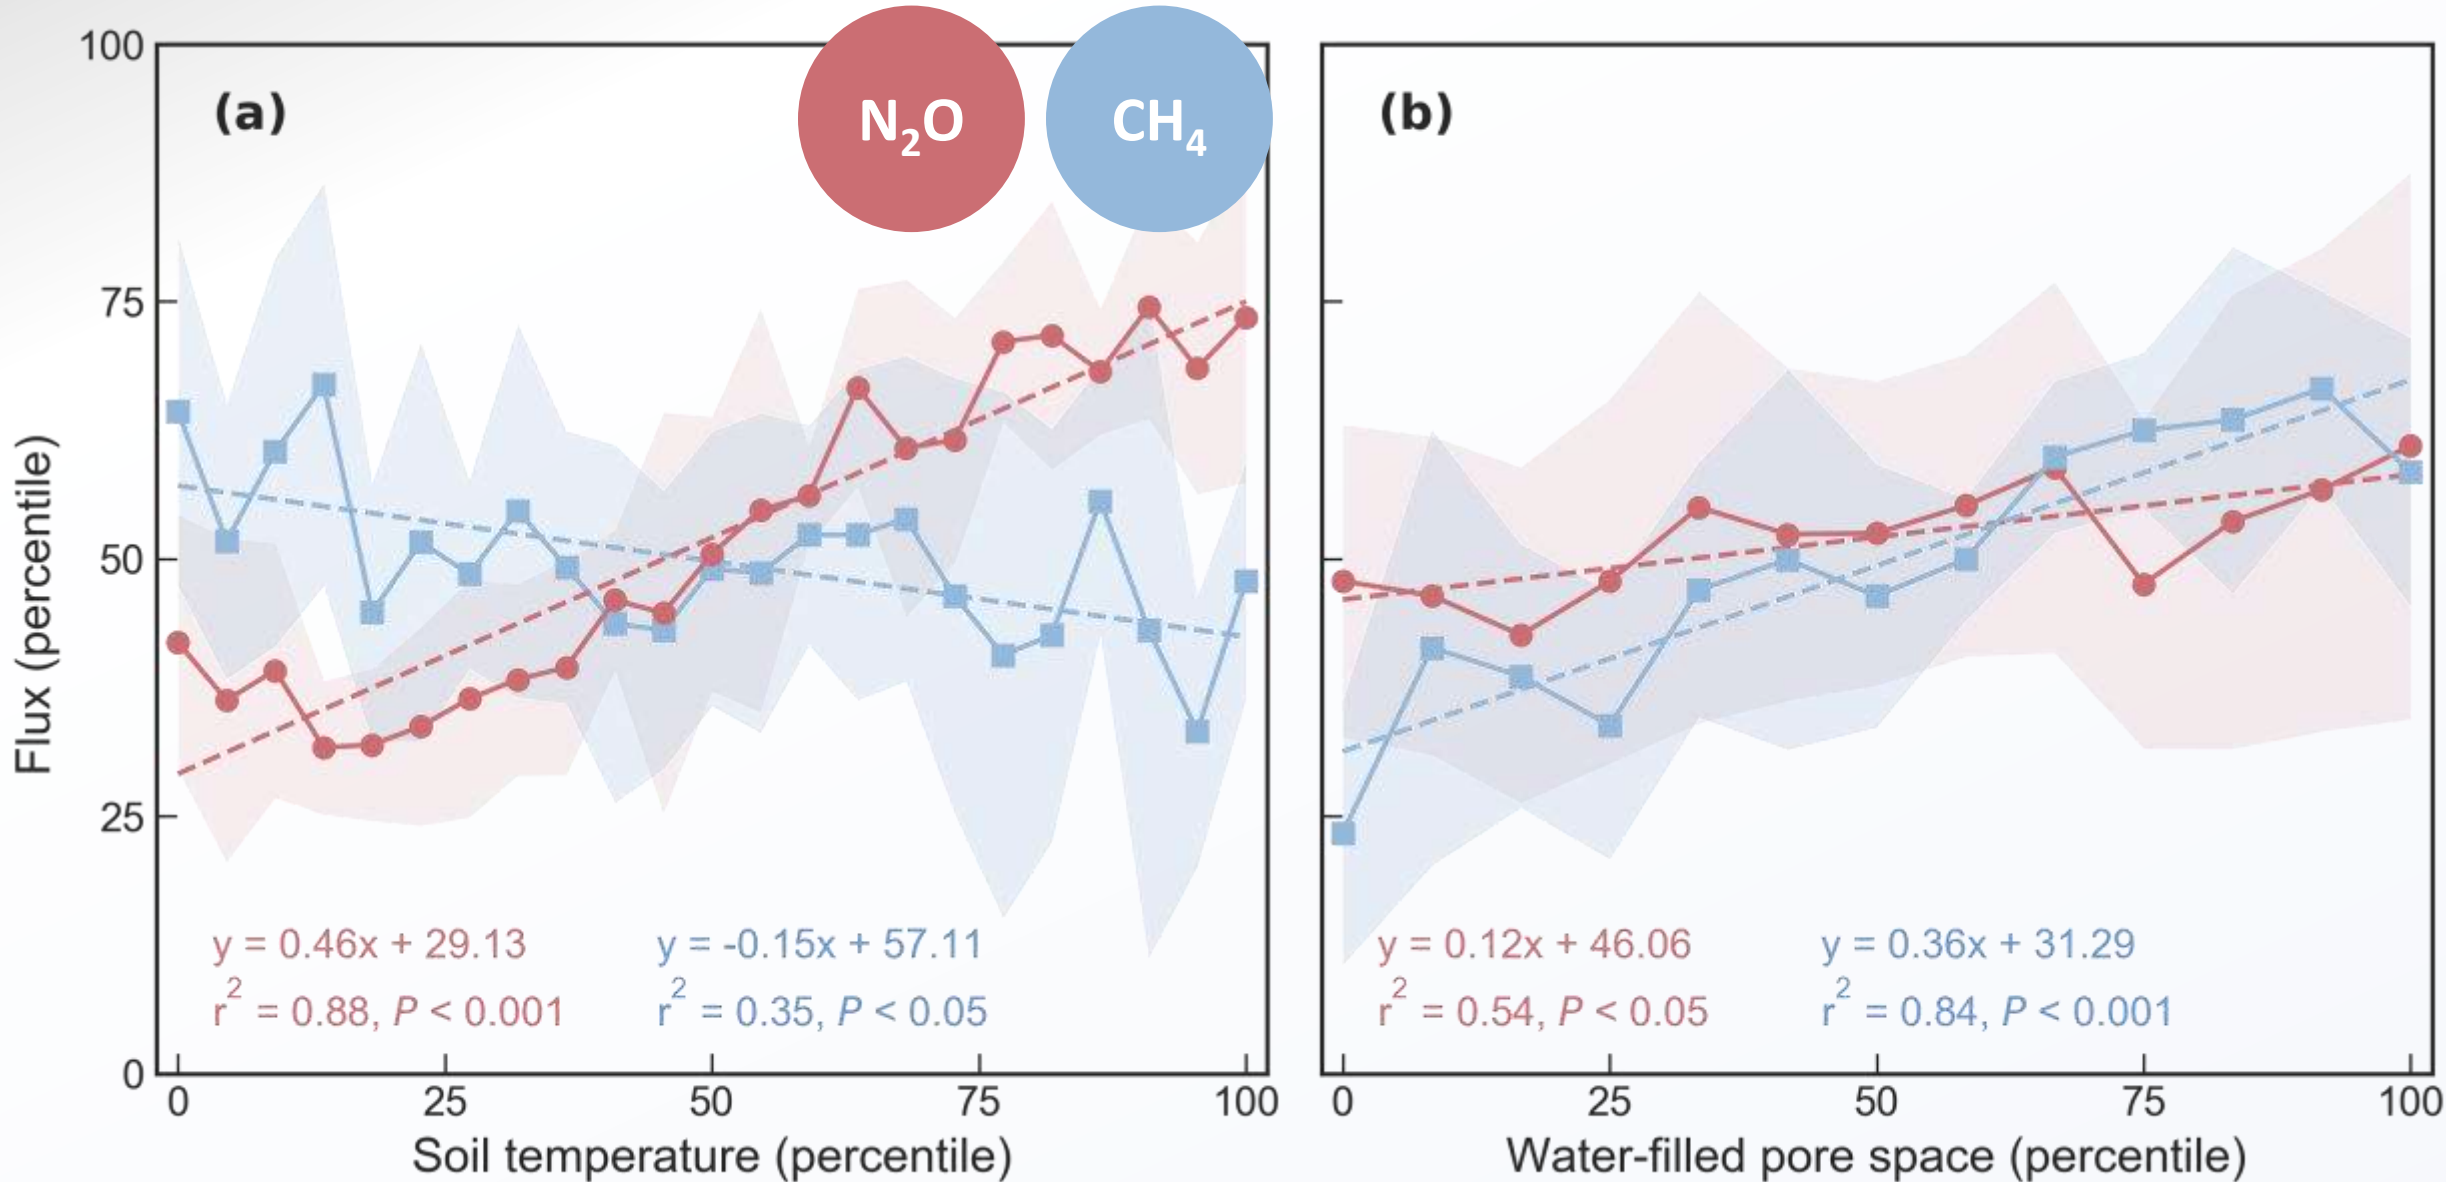 (a)
N₂O
CH₄
(b)
100
75
50
25
0
Flux (percentile)
y = 0.46x + 29.13
r² = 0.88, P < 0.001
y = -0.15x + 57.11
r² = 0.35, P < 0.05
y = 0.12x + 46.06
r² = 0.54, P < 0.05
y = 0.36x + 31.29
r² = 0.84, P < 0.001
0 25 50 75 100
Soil temperature (percentile)
0 25 50 75 100
Water-filled pore space (percentile)